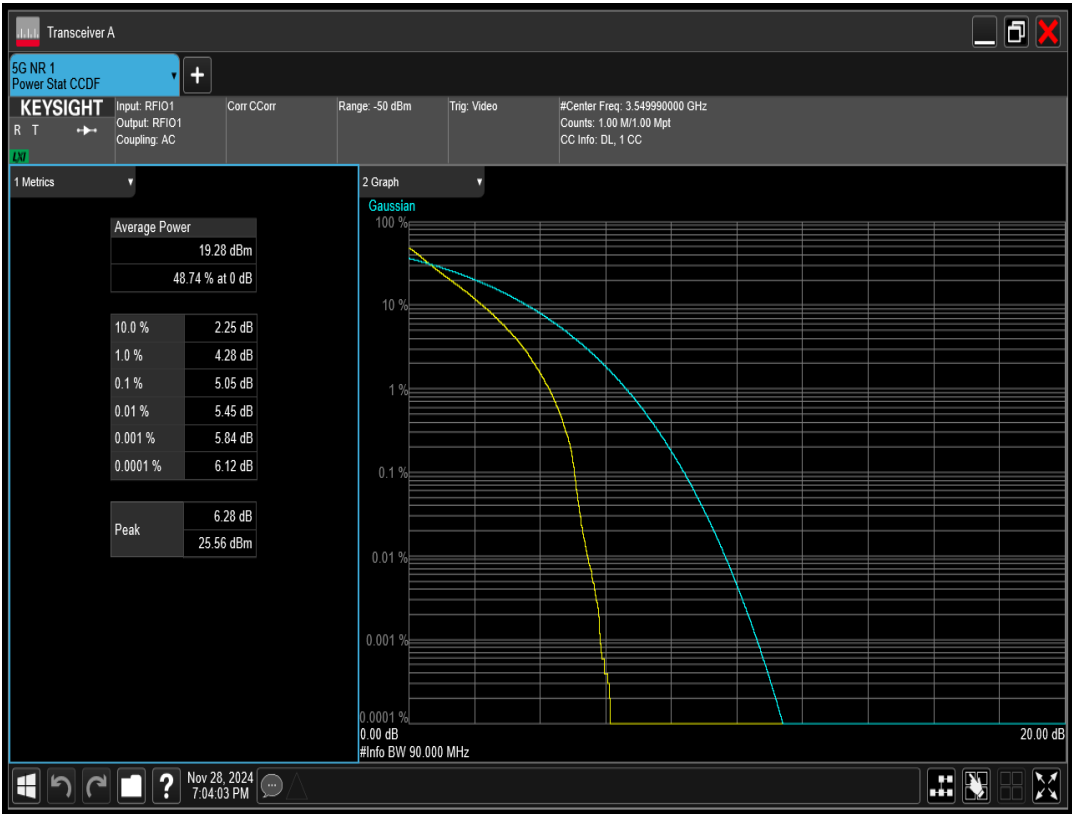 Transceiver A
5G NR 1
Power Stat CCDF
+
KEYSIGHT
R T
LXI
Input: RFIO1
Output: RFIO1
Coupling: AC
Corr CCorr
Range: -50 dBm
Trig: Video
#Center Freq: 3.549990000 GHz
Counts: 1.00 M/1.00 Mpt
CC Info: DL, 1 CC
1 Metrics
Average Power
19.28 dBm
48.74 % at 0 dB
10.0 % 2.25 dB
1.0 % 4.28 dB
0.1 % 5.05 dB
0.01 % 5.45 dB
0.001 % 5.84 dB
0.0001 % 6.12 dB
Peak
6.28 dB
25.56 dBm
2 Graph
Gaussian
100 %
10 %
1 %
0.1 %
0.01 %
0.001 %
0.0001 %
0.00 dB 20.00 dB
#Info BW 90.000 MHz
?
Nov 28, 2024
7:04:03 PM